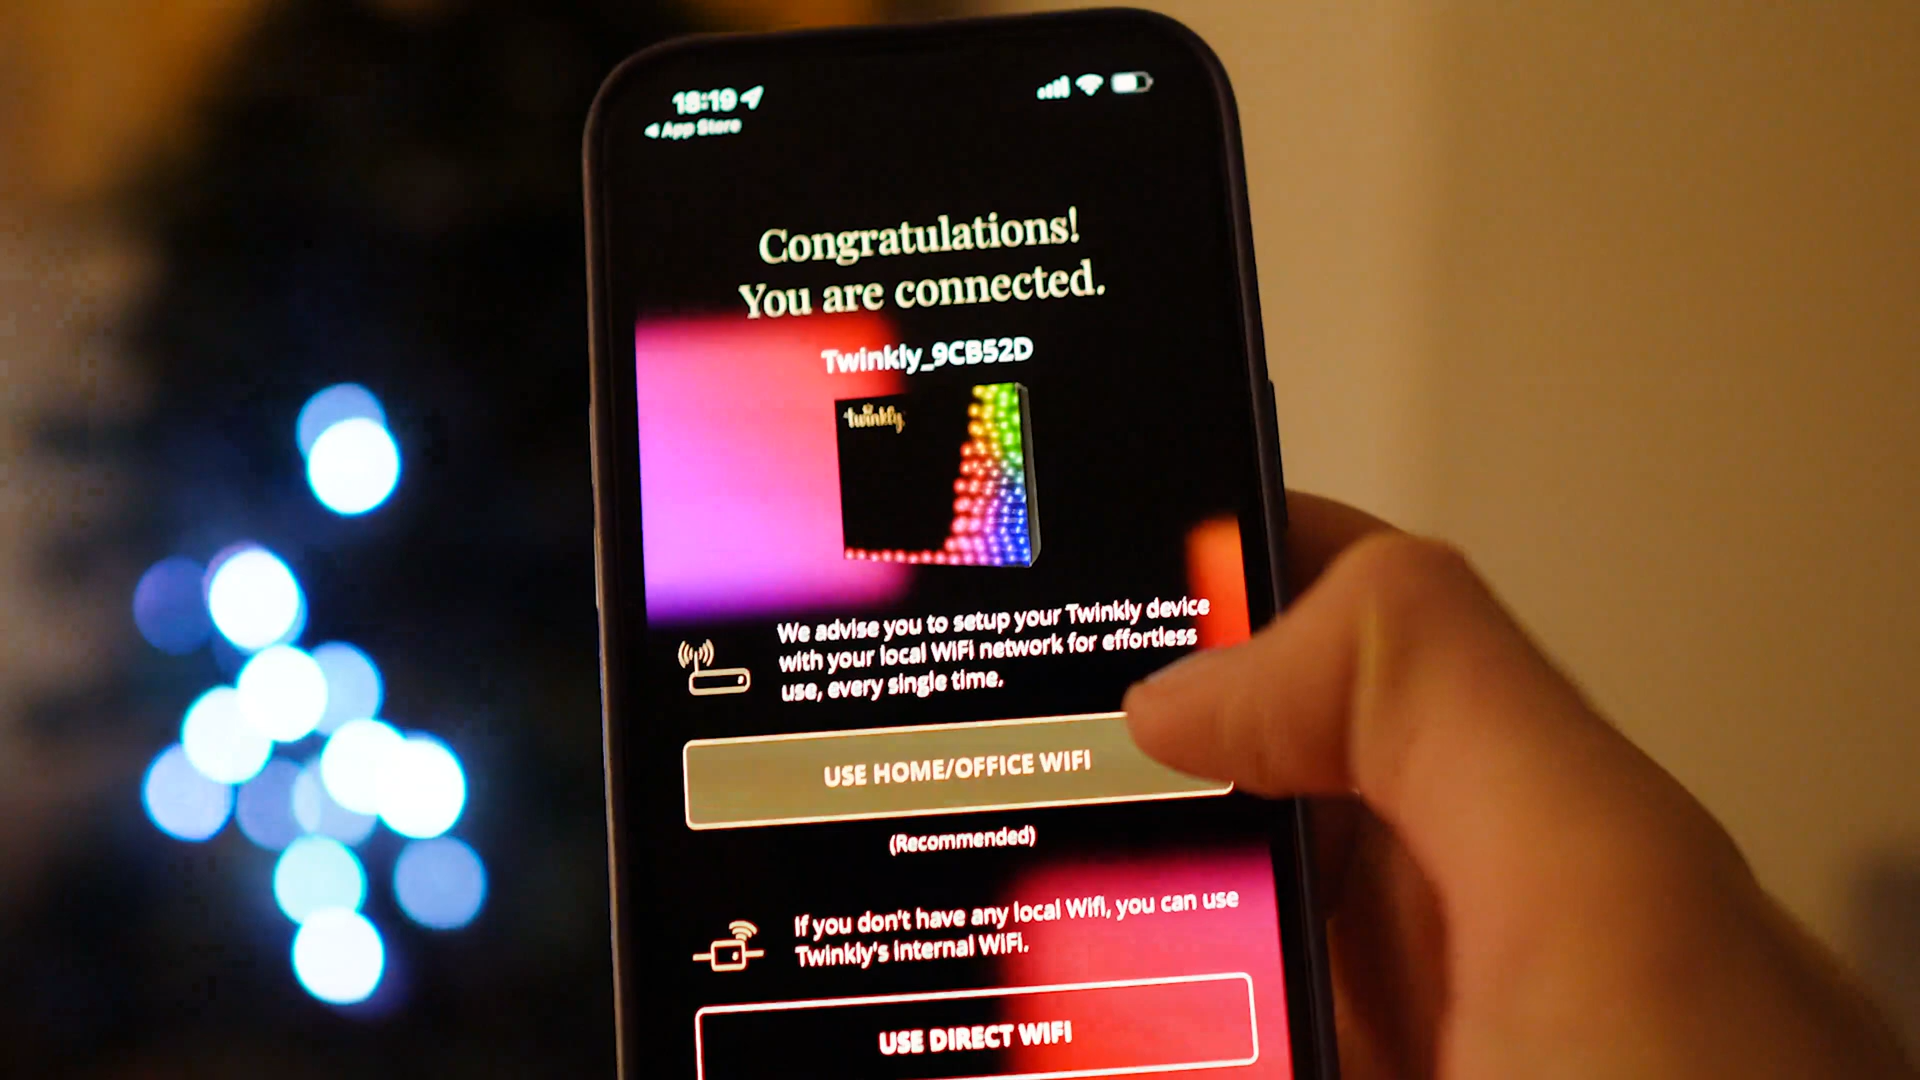 18:19
App Store
Congratulations!
You are connected.
Twinkly_9CB52D
twinkly
We advise you to setup your Twinkly device
with your local WiFi network for effortless
use, every single time.
USE HOME/OFFICE WIFI
(Recommended)
If you don't have any local Wifi, you can use
Twinkly's internal WiFi.
USE DIRECT WIFI